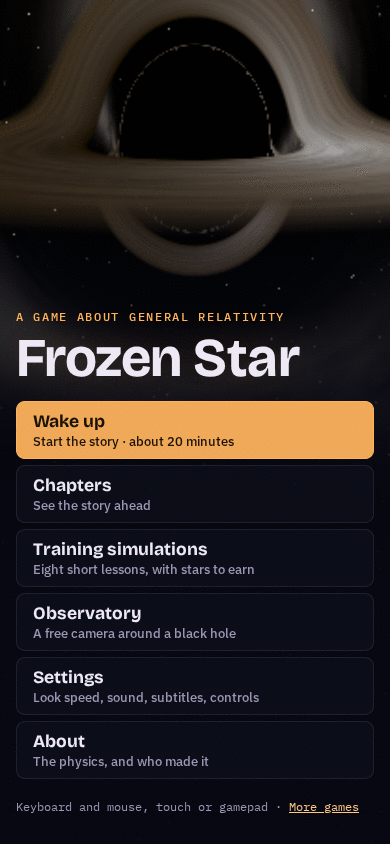 A GAME ABOUT GENERAL RELATIVITY
Frozen Star
Wake up
Start the story · about 20 minutes
Chapters
See the story ahead
Training simulations
Eight short lessons, with stars to earn
Observatory
A free camera around a black hole
Settings
Look speed, sound, subtitles, controls
About
The physics, and who made it
Keyboard and mouse, touch or gamepad · More games